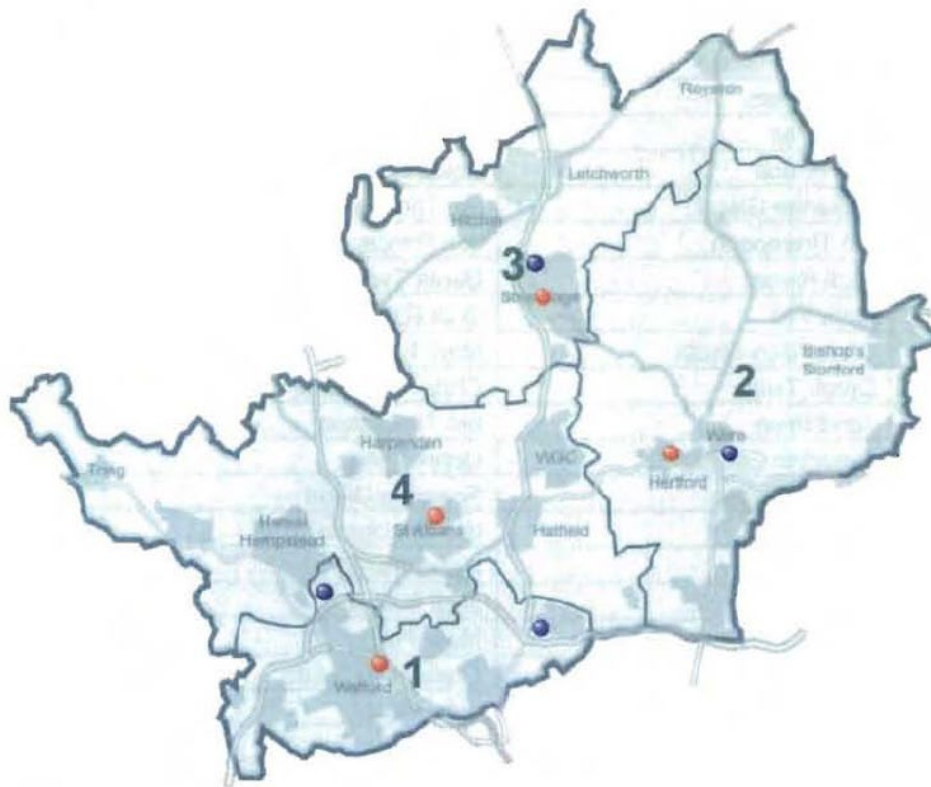 Royston
Letchworth
Hitchin
3
Stevenage
Bishop's
Stortford
2
Harpenden
WGC
Ware
Hertford
Tring
4
Hemel
Hempstead
St Albans
Hatfield
1
Watford